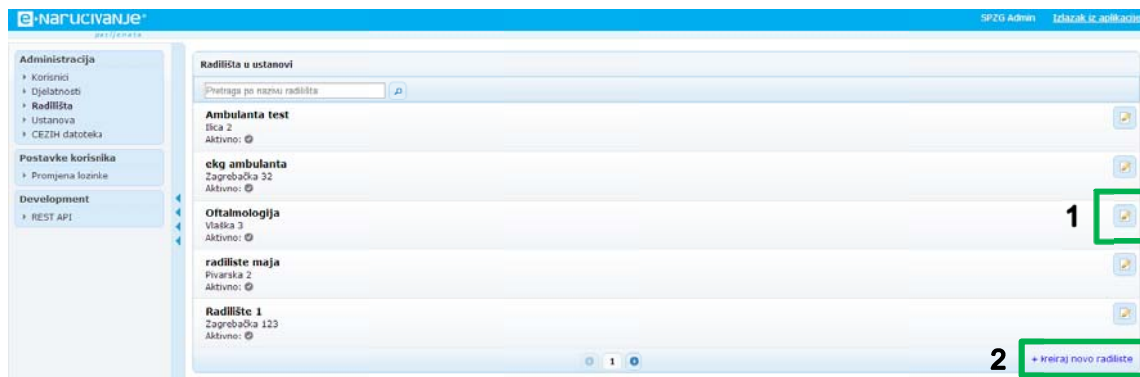 e-Narucivanje
pacijenata
SPZG Admin
Izlazak iz aplikacije
Administracija
Korisnici
Djelatnosti
Radilišta
Ustanova
CEZIH datoteka
Postavke korisnika
Promjena lozinke
Development
REST API
Radilišta u ustanovi
Pretraga po nazivu radilišta
Ambulanta test
Ilica 2
Aktivno:
ekg ambulanta
Zagrebačka 32
Aktivno:
Oftalmologija
Vlaška 3
Aktivno:
1
radiliste maja
Pivarska 2
Aktivno:
Radilište 1
Zagrebačka 123
Aktivno:
1
2
+ Kreiraj novo radiliste